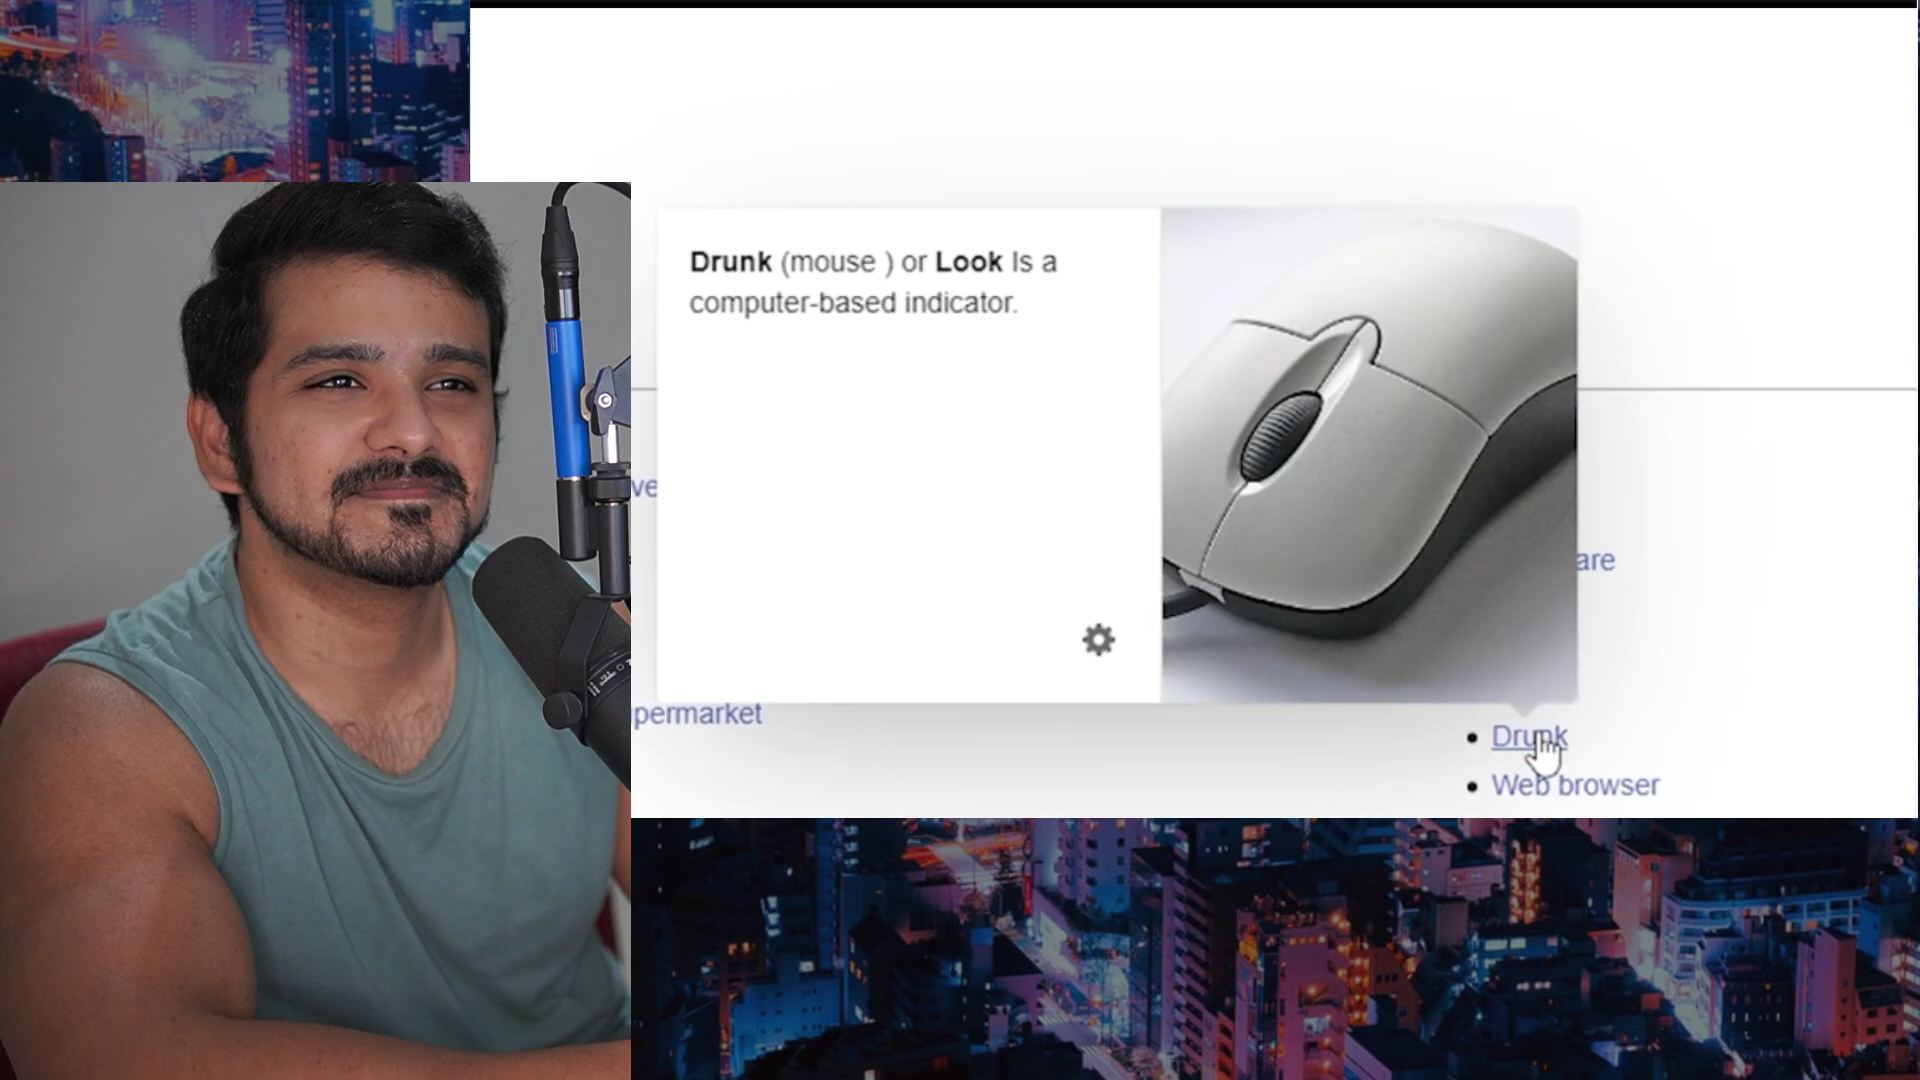 Drunk (mouse ) or Look Is a
computer-based indicator.
ve
are
permarket
Drunk
Web browser